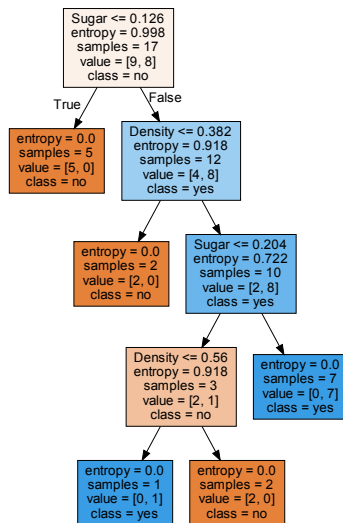 Sugar <= 0.126
entropy = 0.998
samples = 17
value = [9, 8]
class = no
True
False
entropy = 0.0
samples = 5
value = [5, 0]
class = no
Density <= 0.382
entropy = 0.918
samples = 12
value = [4, 8]
class = yes
entropy = 0.0
samples = 2
value = [2, 0]
class = no
Sugar <= 0.204
entropy = 0.722
samples = 10
value = [2, 8]
class = yes
Density <= 0.56
entropy = 0.918
samples = 3
value = [2, 1]
class = no
entropy = 0.0
samples = 7
value = [0, 7]
class = yes
entropy = 0.0
samples = 1
value = [0, 1]
class = yes
entropy = 0.0
samples = 2
value = [2, 0]
class = no